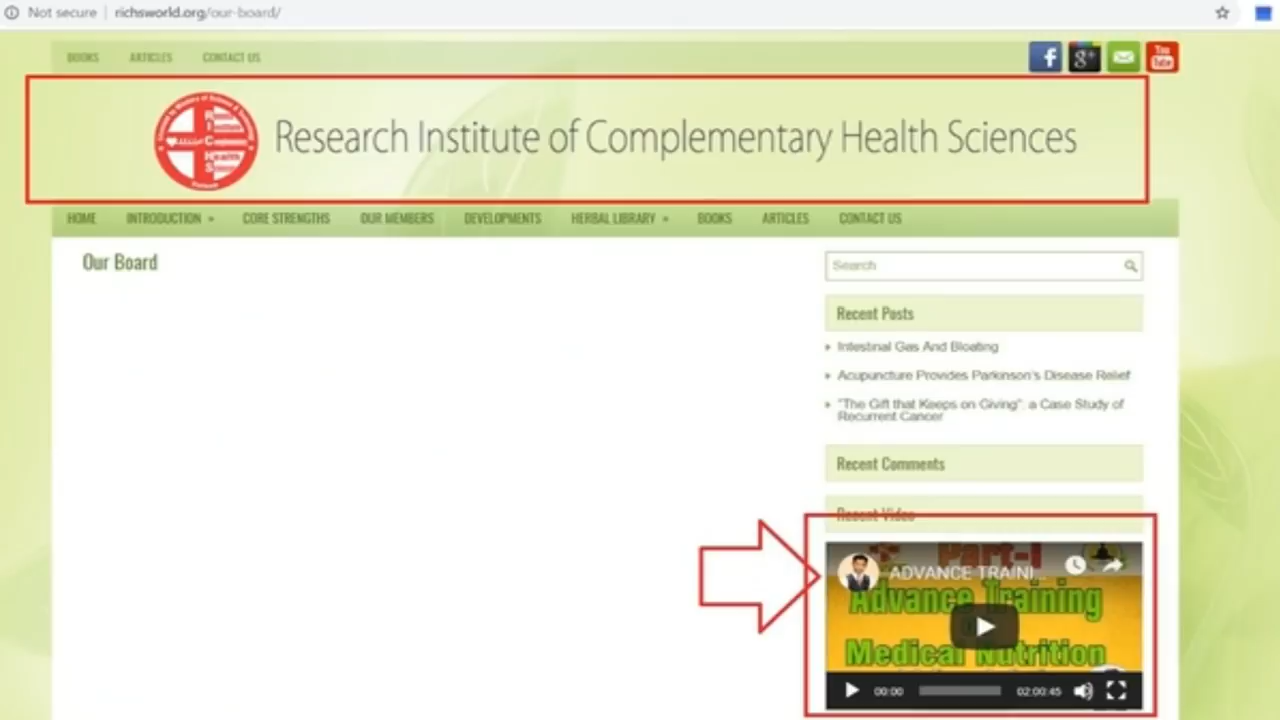 Not secure | richsworld.org/our-board/
BOOKS ARTICLES CONTACT US
f g+ You Tube
R I C H S
Research Institute of Complementary Health Sciences
HOME INTRODUCTION » CORE STRENGTHS OUR MEMBERS DEVELOPMENTS HERBAL LIBRARY » BOOKS ARTICLES CONTACT US
Our Board
Search
Recent Posts
Intestinal Gas And Bloating
Acupuncture Provides Parkinson's Disease Relief
"The Gift that Keeps on Giving": a Case Study of
Recurrent Cancer
Recent Comments
Recent Video
Part-I
ADVANCE TRAINI...
Advance Training
Medical Nutrition
00:00 02:00:45